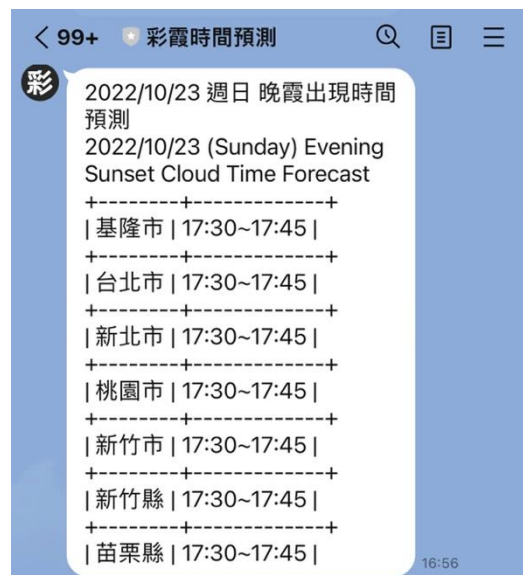 99+ 彩霞時間預測
彩
2022/10/23 週日 晚霞出現時間
預測
2022/10/23 (Sunday) Evening
Sunset Cloud Time Forecast
+--------+-------------+
| 基隆市 | 17:30~17:45 |
+--------+-------------+
| 台北市 | 17:30~17:45 |
+--------+-------------+
| 新北市 | 17:30~17:45 |
+--------+-------------+
| 桃園市 | 17:30~17:45 |
+--------+-------------+
| 新竹市 | 17:30~17:45 |
+--------+-------------+
| 新竹縣 | 17:30~17:45 |
+--------+-------------+
| 苗栗縣 | 17:30~17:45 |
16:56